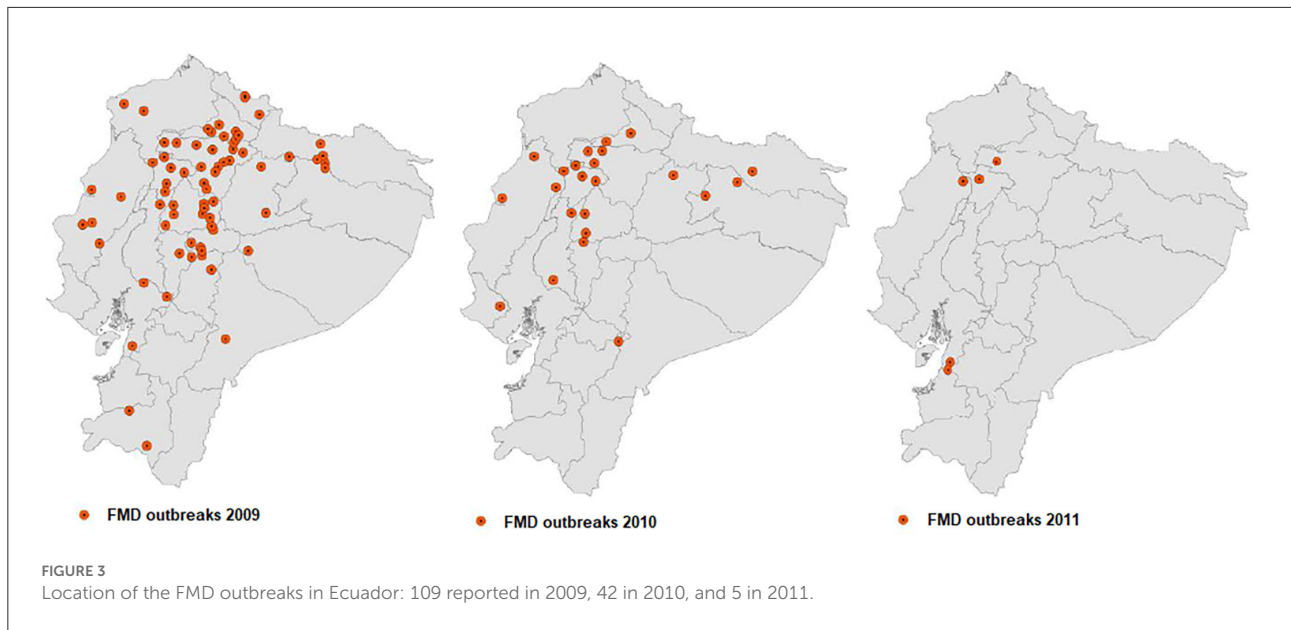 FMD outbreaks 2009
FMD outbreaks 2010
FMD outbreaks 2011
FIGURE 3
Location of the FMD outbreaks in Ecuador: 109 reported in 2009, 42 in 2010, and 5 in 2011.